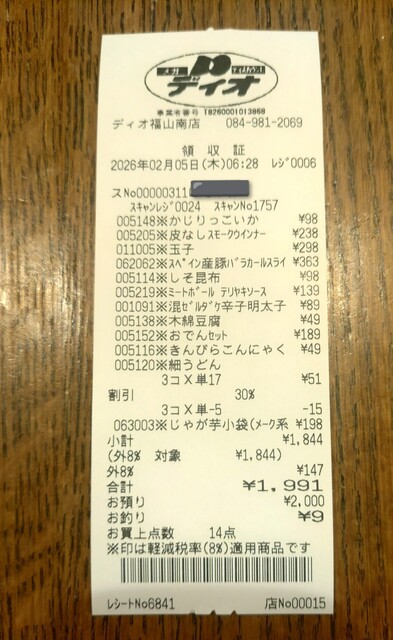 メガ ディオ
事業者番号 T8260001013868
ディオ福山南店 084-981-2069
領 収 証
2026年02月05日(木)06:28 レジ0006
スNo00000311
スキャンレジ0024 スキャンNo1757
005148※かじりっこいか ¥98
005205※皮なしスモークウインナー ¥238
011005※玉子 ¥298
062062※スペイン産豚バラカールスライ ¥363
005114※しそ昆布 ¥98
005219※ミートボール テリヤキソース ¥139
001091※混ゼルダケ辛子明太子 ¥89
005138※木綿豆腐 ¥49
005152※おでんセット ¥189
005116※きんぴらこんにゃく ¥49
005120※細うどん
3コX単17 ¥51
割引 30%
3コX単-5 -15
063003※じゃが芋小袋(メーク系 ¥198
小計 ¥1,844
(外8% 対象 ¥1,844)
外8% ¥147
合計 ¥1,991
お預り ¥2,000
お釣り ¥9
お買上点数 14点
※印は軽減税率(8%)適用商品です
レシートNo6841 店No00015